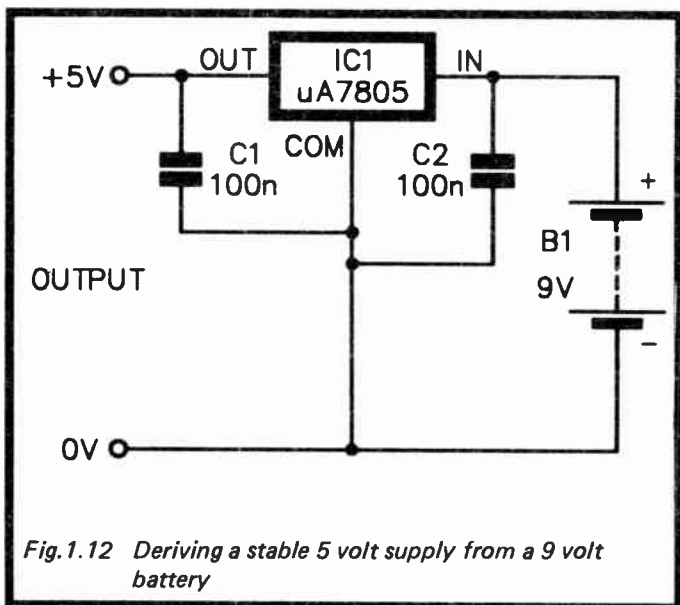 OUT
IC1
uA7805
IN
+5V
COM
C1
100n
C2
100n
+
B1
9V
−
OUTPUT
0V
Fig.1.12 Deriving a stable 5 volt supply from a 9 volt
battery